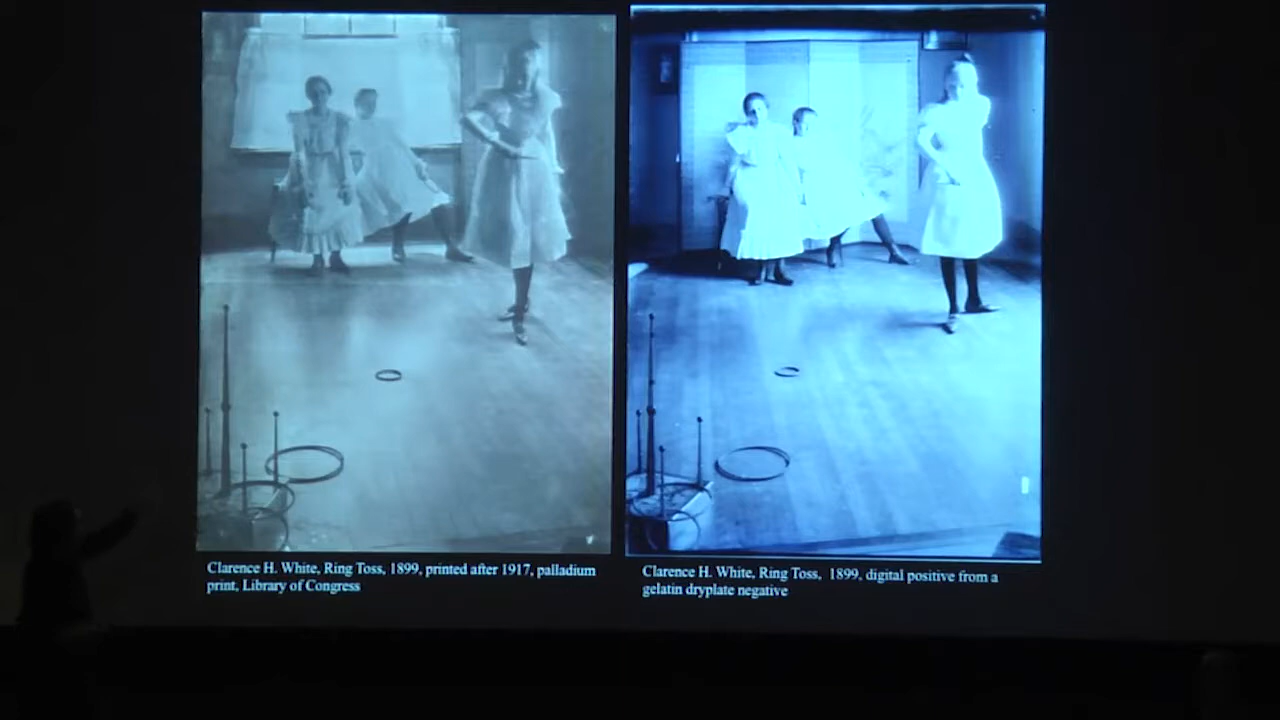 Clarence H. White, Ring Toss, 1899, printed after 1917, palladium
print, Library of Congress
Clarence H. White, Ring Toss,  1899, digital positive from a
gelatin dryplate negative